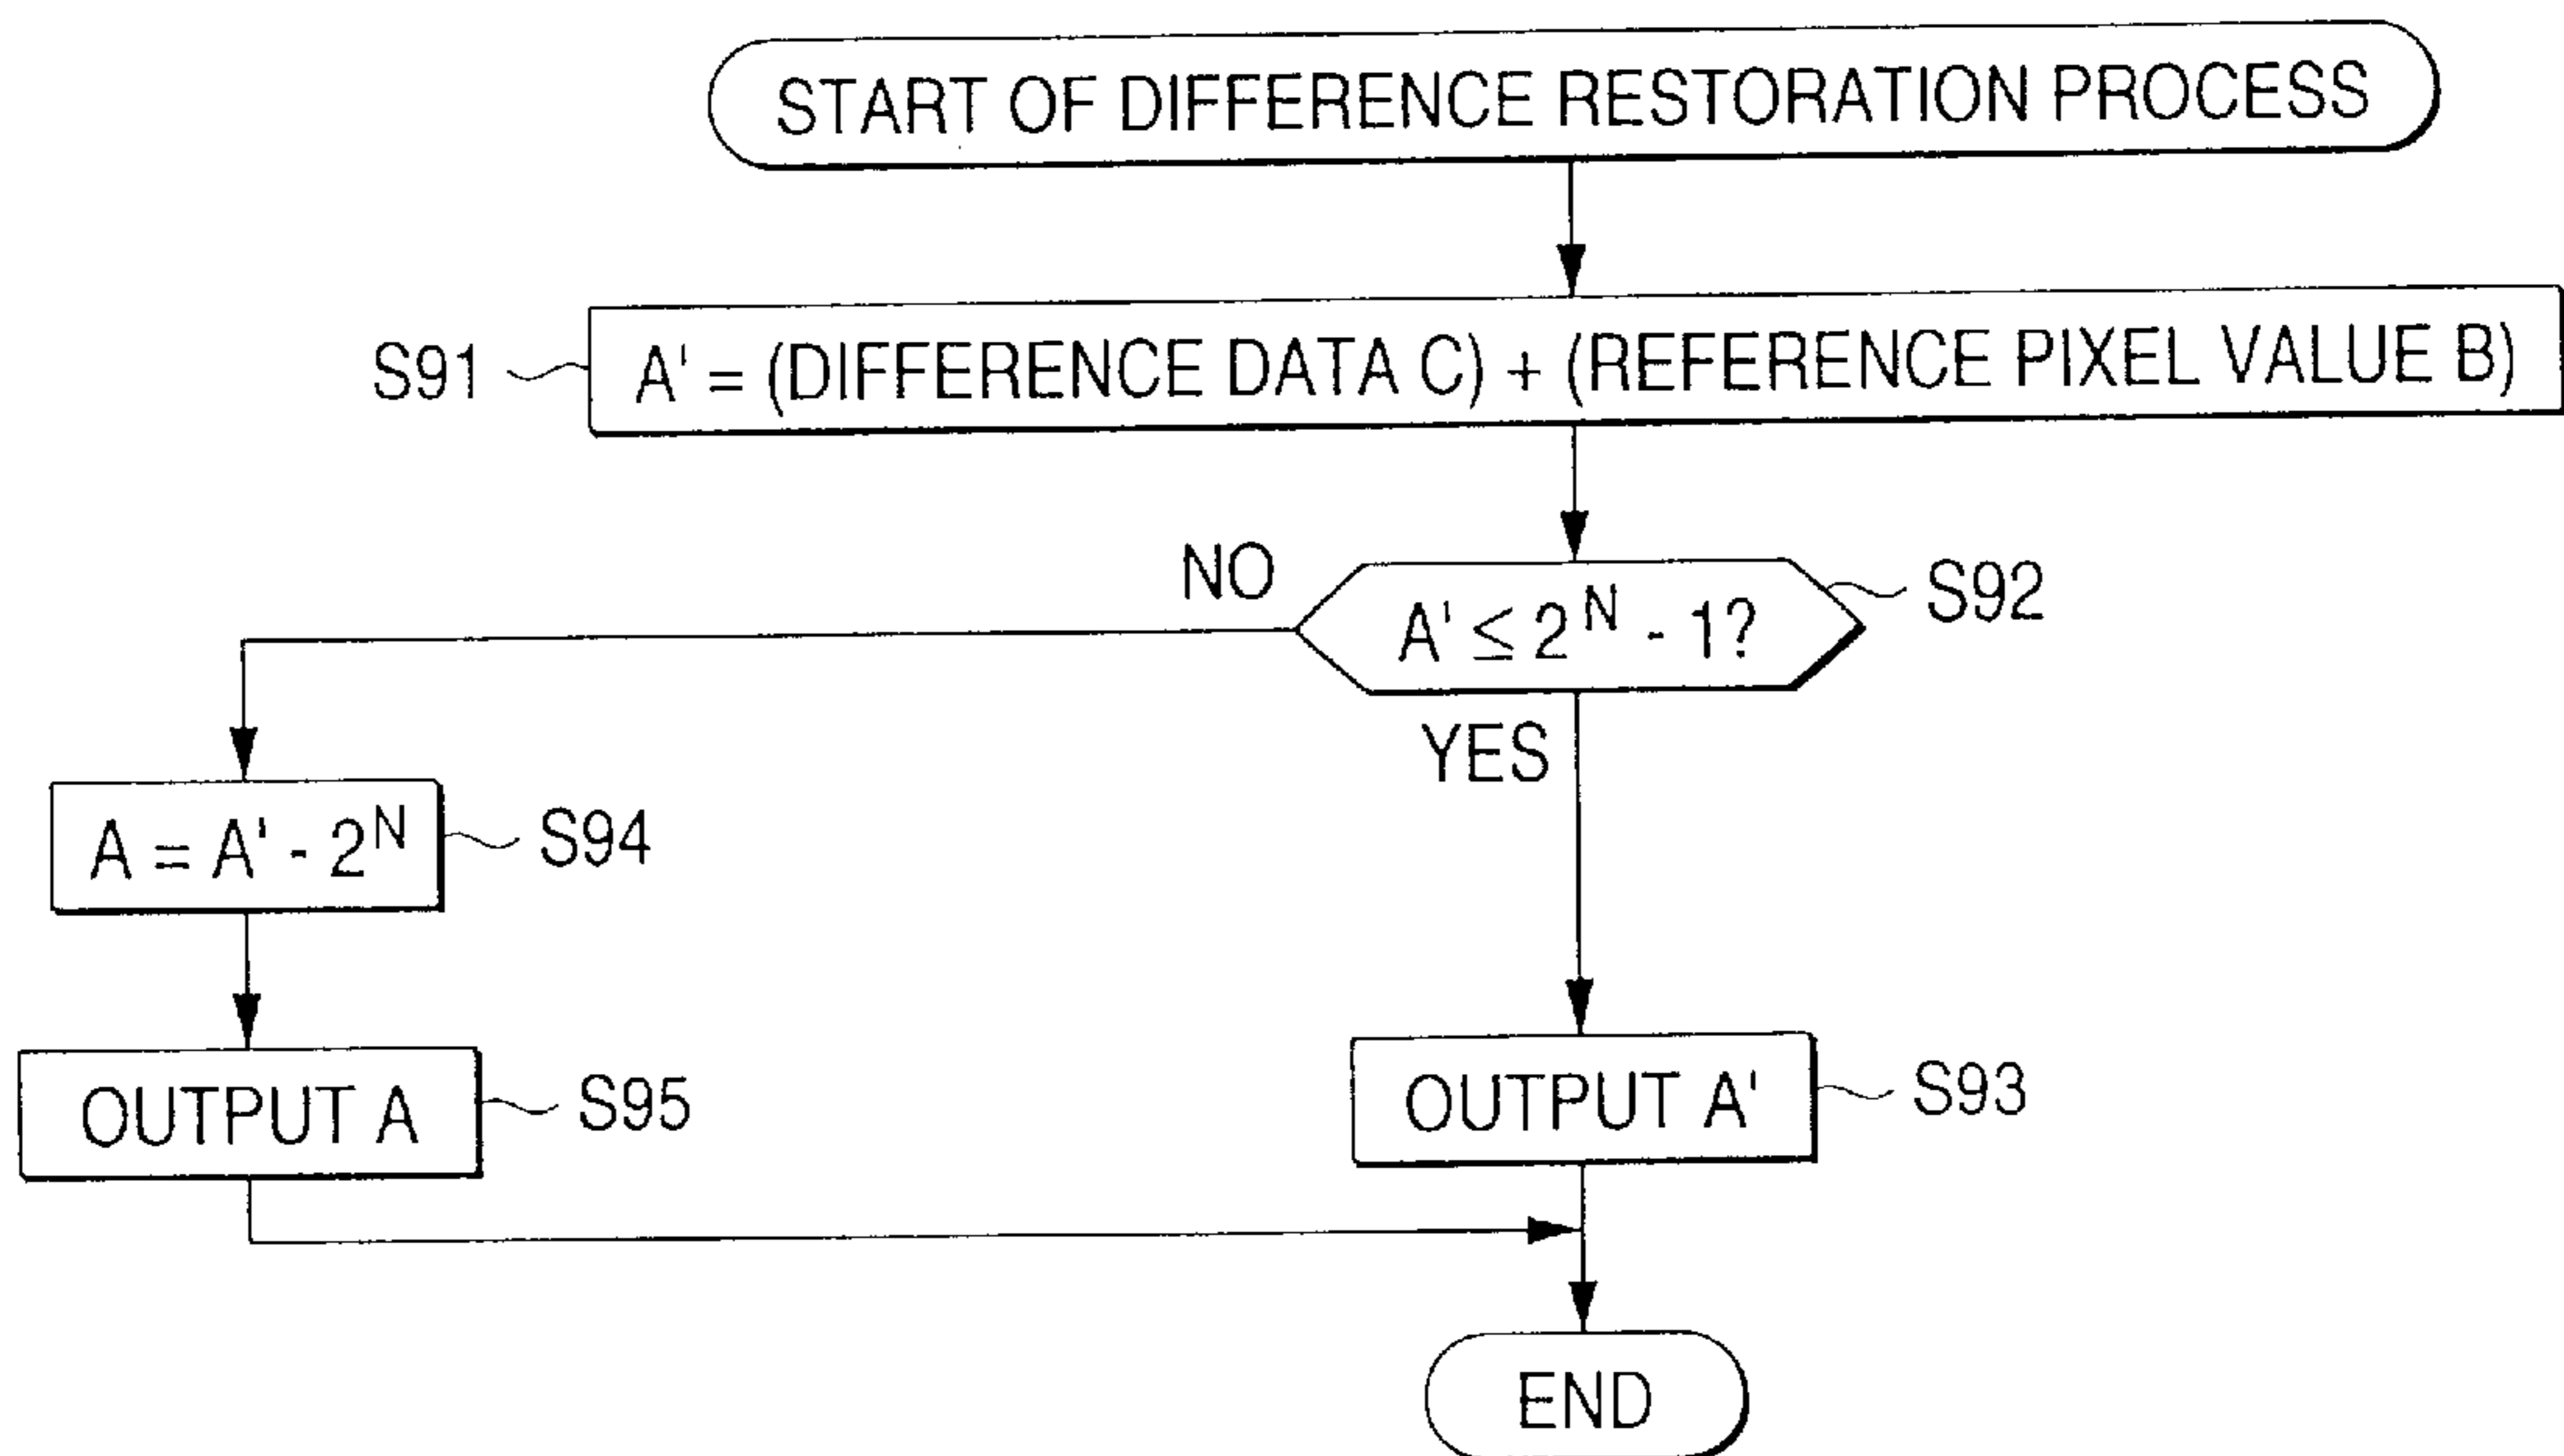 START OF DIFFERENCE RESTORATION PROCESS
S91
A' = (DIFFERENCE DATA C) + (REFERENCE PIXEL VALUE B)
NO
A' ≤ 2^N - 1?
S92
YES
A = A' - 2^N
S94
OUTPUT A
S95
OUTPUT A'
S93
END